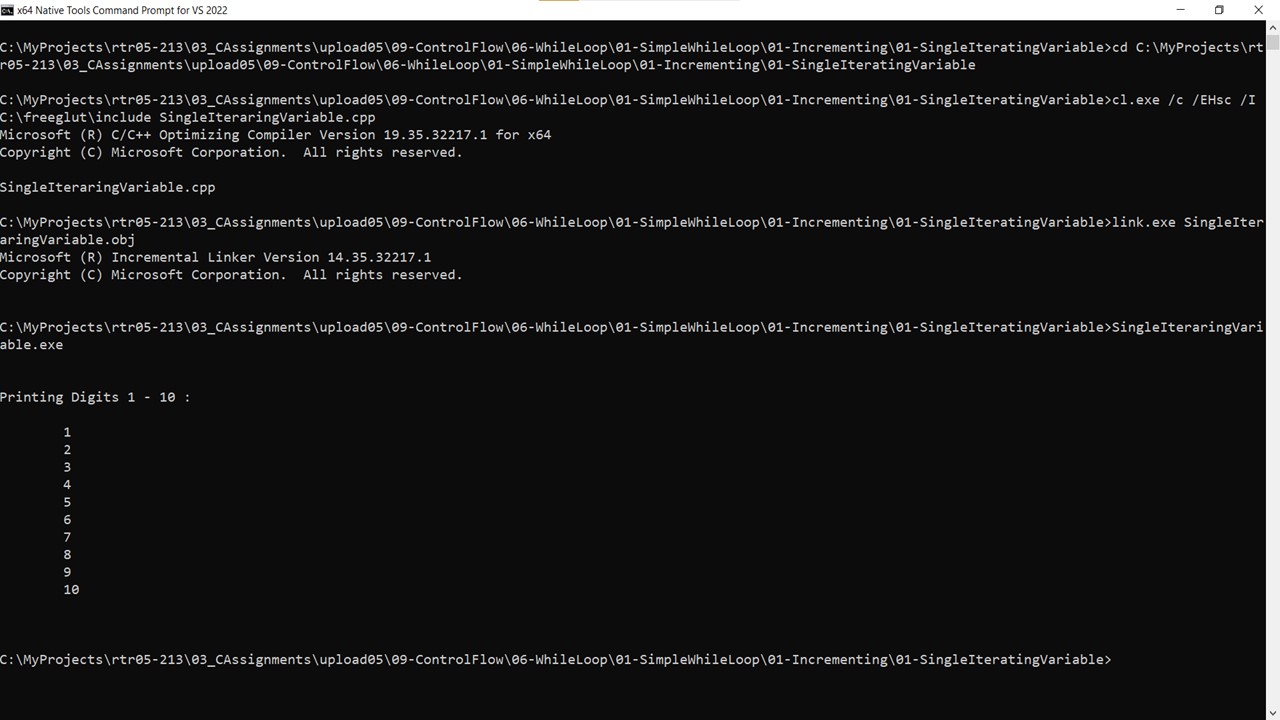 x64 Native Tools Command Prompt for VS 2022
C:\MyProjects\rtr05-213\03_CAssignments\upload05\09-ControlFlow\06-WhileLoop\01-SimpleWhileLoop\01-Incrementing\01-SingleIteratingVariable>cd C:\MyProjects\rt
r05-213\03_CAssignments\upload05\09-ControlFlow\06-WhileLoop\01-SimpleWhileLoop\01-Incrementing\01-SingleIteratingVariable
C:\MyProjects\rtr05-213\03_CAssignments\upload05\09-ControlFlow\06-WhileLoop\01-SimpleWhileLoop\01-Incrementing\01-SingleIteratingVariable>cl.exe /c /EHsc /I
C:\freeglut\include SingleIteraringVariable.cpp
Microsoft (R) C/C++ Optimizing Compiler Version 19.35.32217.1 for x64
Copyright (C) Microsoft Corporation.  All rights reserved.
SingleIteraringVariable.cpp
C:\MyProjects\rtr05-213\03_CAssignments\upload05\09-ControlFlow\06-WhileLoop\01-SimpleWhileLoop\01-Incrementing\01-SingleIteratingVariable>link.exe SingleIter
aringVariable.obj
Microsoft (R) Incremental Linker Version 14.35.32217.1
Copyright (C) Microsoft Corporation.  All rights reserved.
C:\MyProjects\rtr05-213\03_CAssignments\upload05\09-ControlFlow\06-WhileLoop\01-SimpleWhileLoop\01-Incrementing\01-SingleIteratingVariable>SingleIteraringVari
able.exe
Printing Digits 1 - 10 :
1
2
3
4
5
6
7
8
9
10
C:\MyProjects\rtr05-213\03_CAssignments\upload05\09-ControlFlow\06-WhileLoop\01-SimpleWhileLoop\01-Incrementing\01-SingleIteratingVariable>